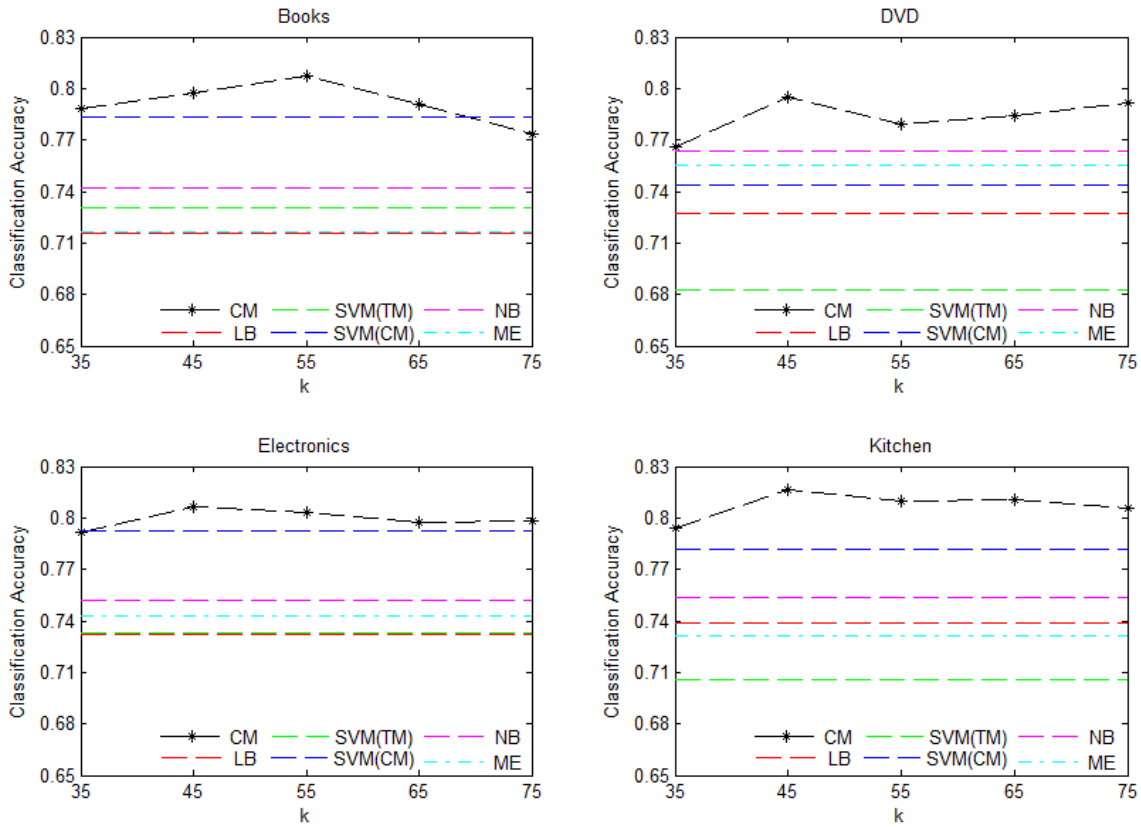 Books
Classification Accuracy
0.83
0.8
0.77
0.74
0.71
0.68
0.65
CM SVM(TM) NB
LB SVM(CM) ME
35 45 55 65 75
k
DVD
Classification Accuracy
0.83
0.8
0.77
0.74
0.71
0.68
0.65
CM SVM(TM) NB
LB SVM(CM) ME
35 45 55 65 75
k
Electronics
Classification Accuracy
0.83
0.8
0.77
0.74
0.71
0.68
0.65
CM SVM(TM) NB
LB SVM(CM) ME
35 45 55 65 75
k
Kitchen
Classification Accuracy
0.83
0.8
0.77
0.74
0.71
0.68
0.65
CM SVM(TM) NB
LB SVM(CM) ME
35 45 55 65 75
k